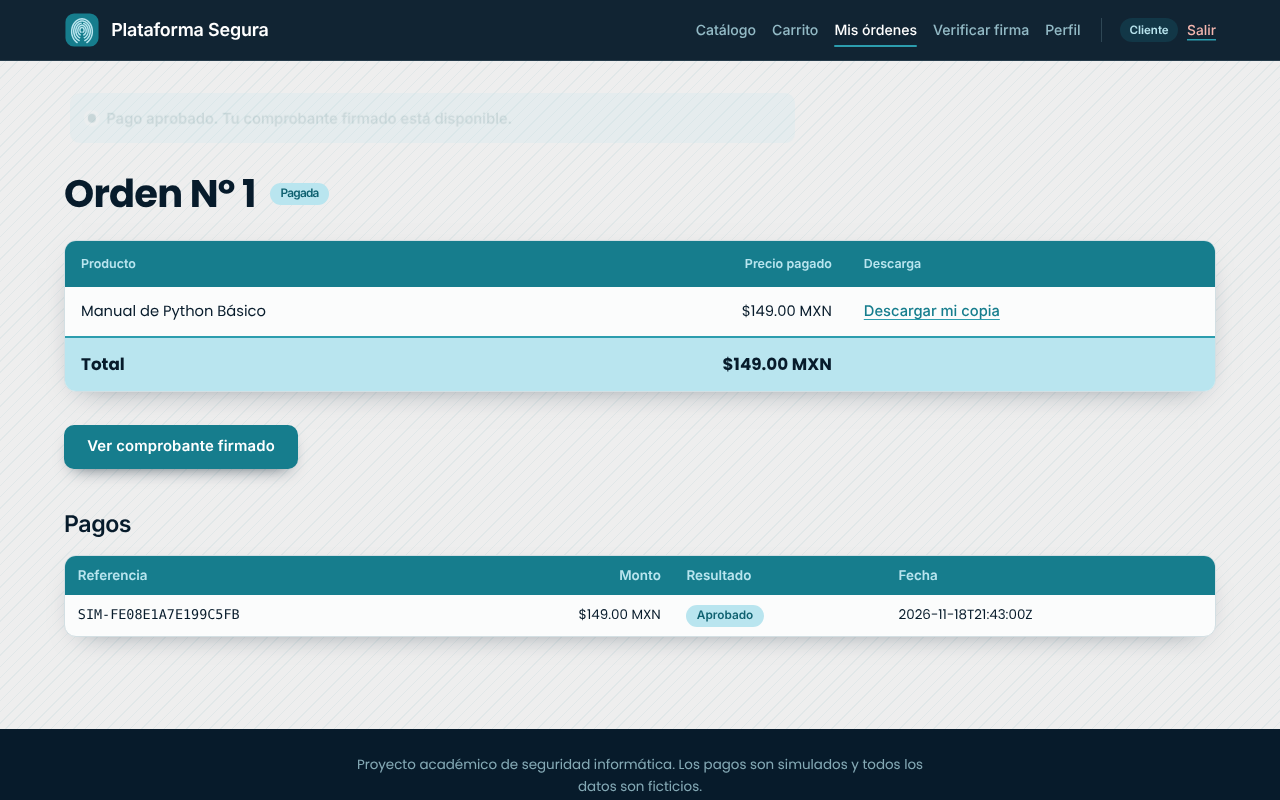 Plataforma Segura
Catálogo Carrito Mis órdenes Verificar firma Perfil Cliente Salir
Pago aprobado. Tu comprobante firmado está disponible.
Orden Nº 1 Pagada
Producto Precio pagado Descarga
Manual de Python Básico $149.00 MXN Descargar mi copia
Total $149.00 MXN
Ver comprobante firmado
Pagos
Referencia Monto Resultado Fecha
SIM-FE08E1A7E199C5FB $149.00 MXN Aprobado 2026-11-18T21:43:00Z
Proyecto académico de seguridad informática. Los pagos son simulados y todos los
datos son ficticios.